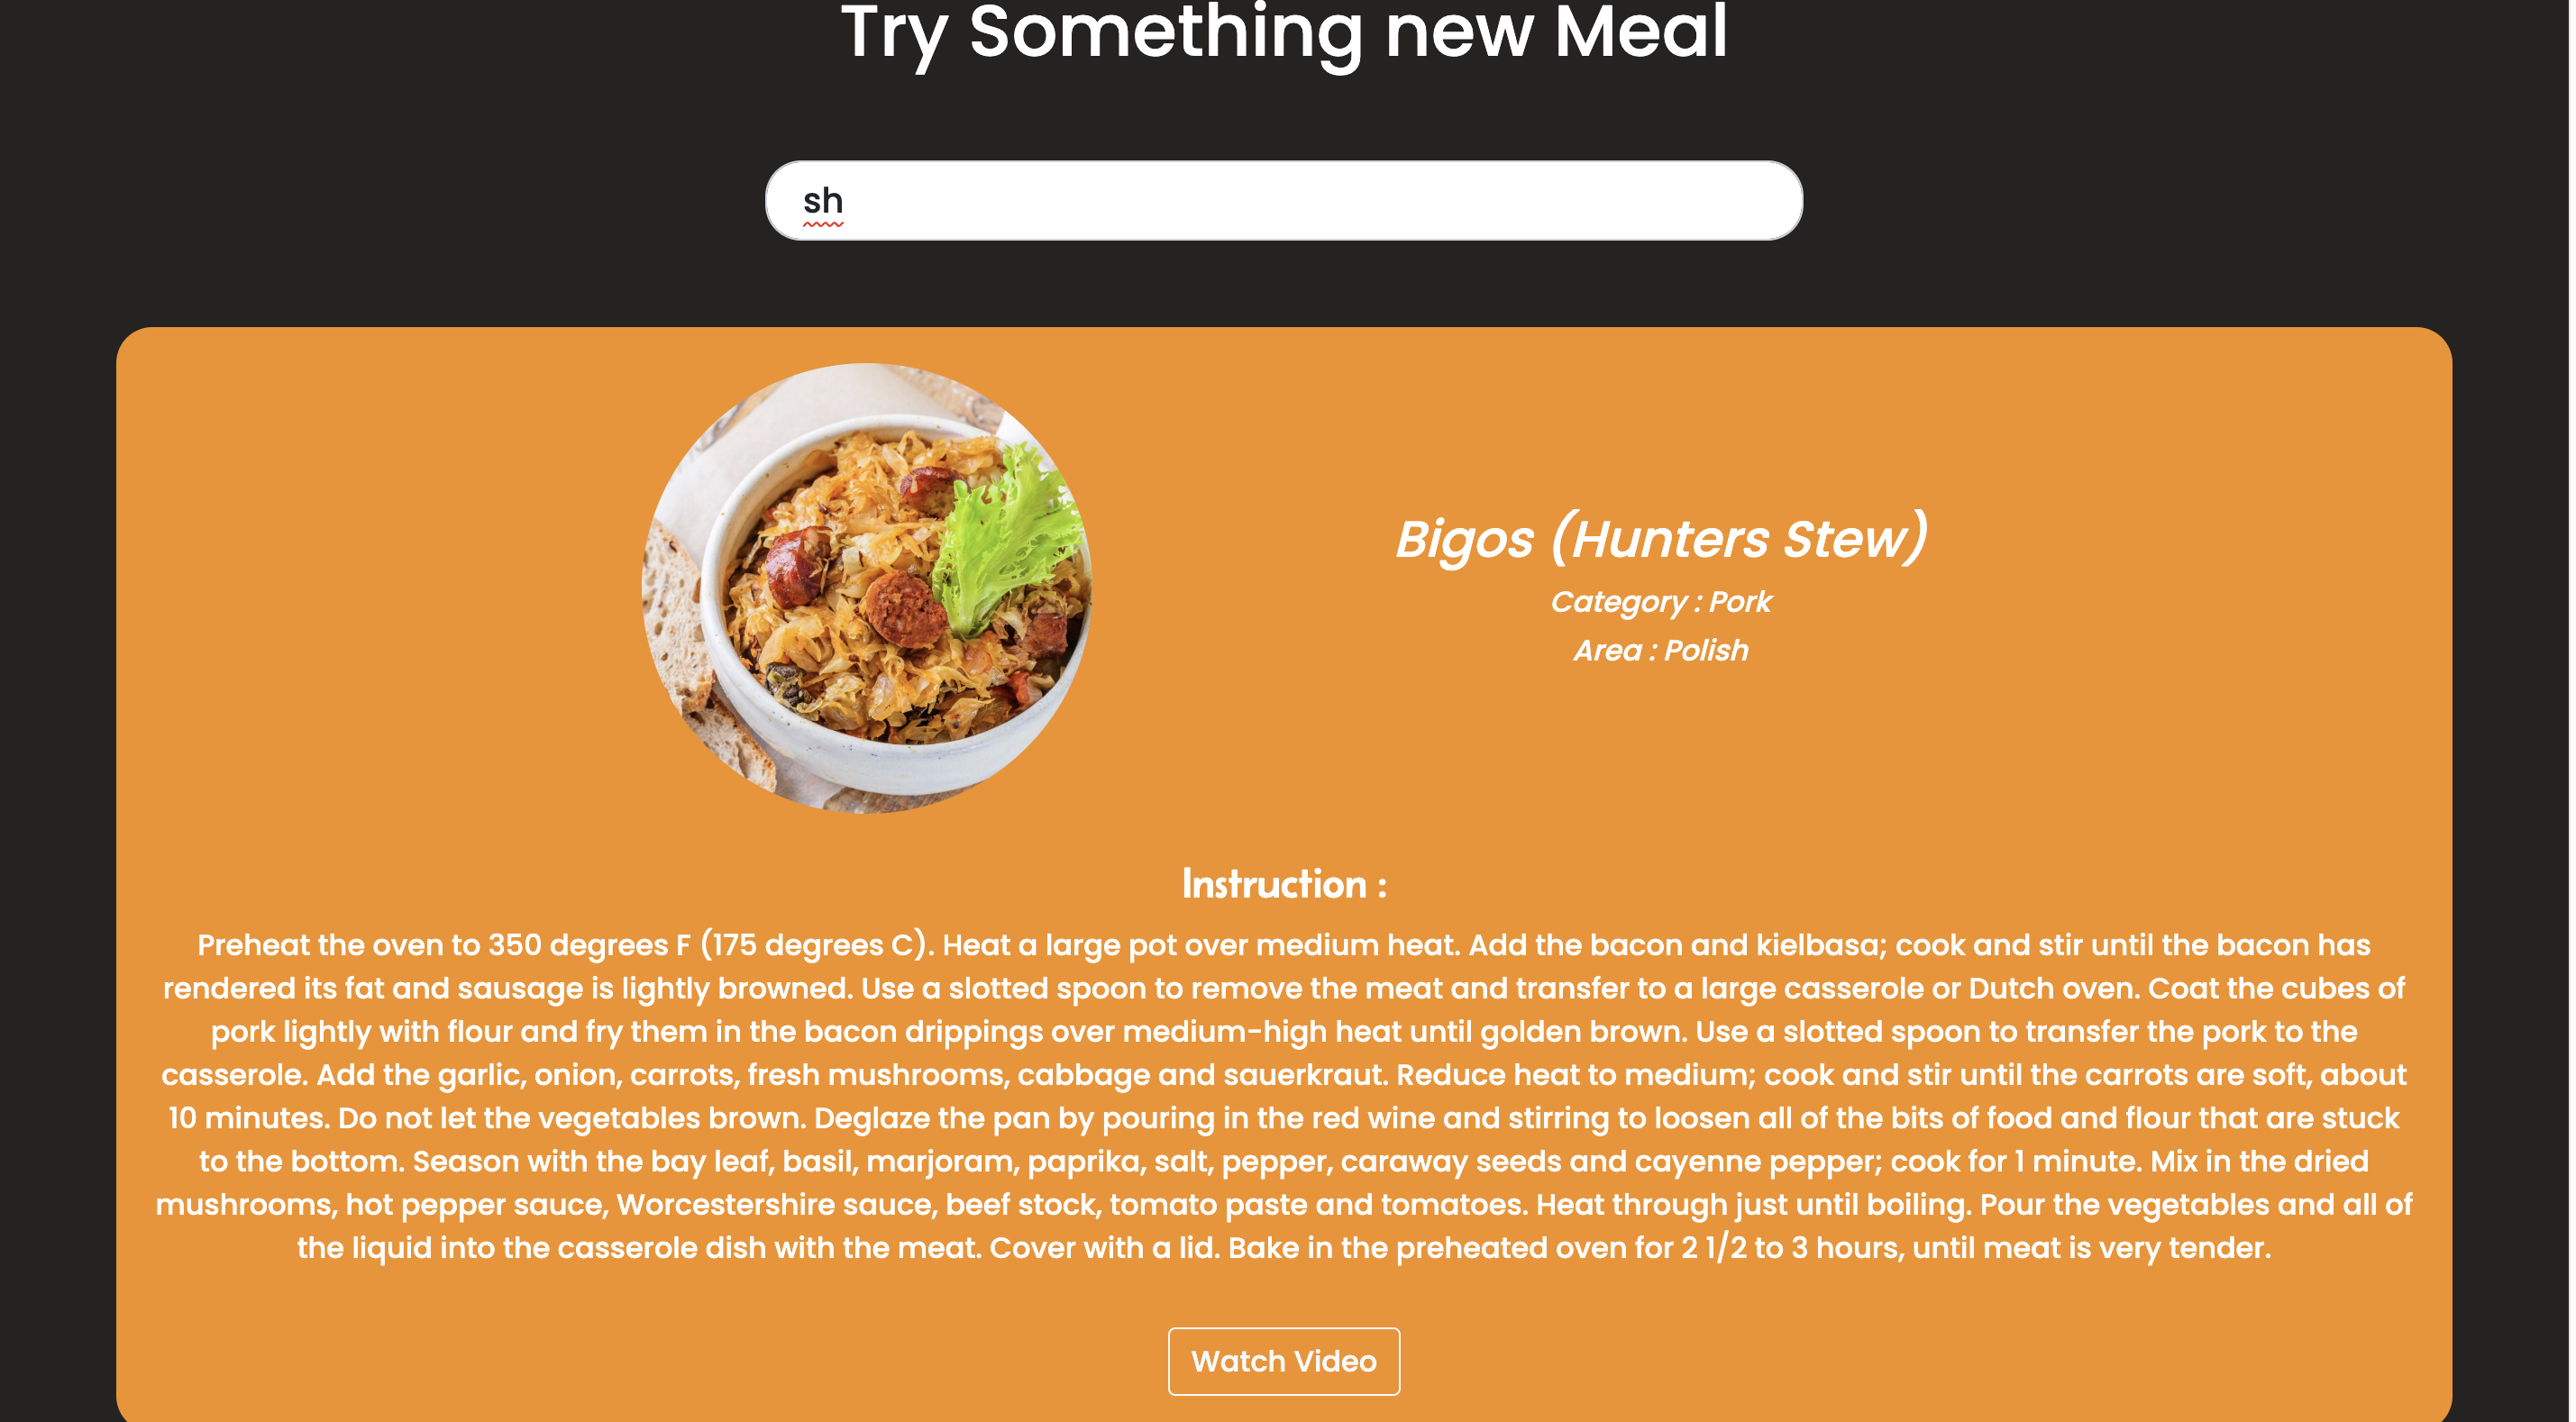 Try Something new Meal
sh
Bigos (Hunters Stew)
Category : Pork
Area : Polish
Instruction :
Preheat the oven to 350 degrees F (175 degrees C). Heat a large pot over medium heat. Add the bacon and kielbasa; cook and stir until the bacon has
rendered its fat and sausage is lightly browned. Use a slotted spoon to remove the meat and transfer to a large casserole or Dutch oven. Coat the cubes of
pork lightly with flour and fry them in the bacon drippings over medium-high heat until golden brown. Use a slotted spoon to transfer the pork to the
casserole. Add the garlic, onion, carrots, fresh mushrooms, cabbage and sauerkraut. Reduce heat to medium; cook and stir until the carrots are soft, about
10 minutes. Do not let the vegetables brown. Deglaze the pan by pouring in the red wine and stirring to loosen all of the bits of food and flour that are stuck
to the bottom. Season with the bay leaf, basil, marjoram, paprika, salt, pepper, caraway seeds and cayenne pepper; cook for 1 minute. Mix in the dried
mushrooms, hot pepper sauce, Worcestershire sauce, beef stock, tomato paste and tomatoes. Heat through just until boiling. Pour the vegetables and all of
the liquid into the casserole dish with the meat. Cover with a lid. Bake in the preheated oven for 2 1/2 to 3 hours, until meat is very tender.
Watch Video